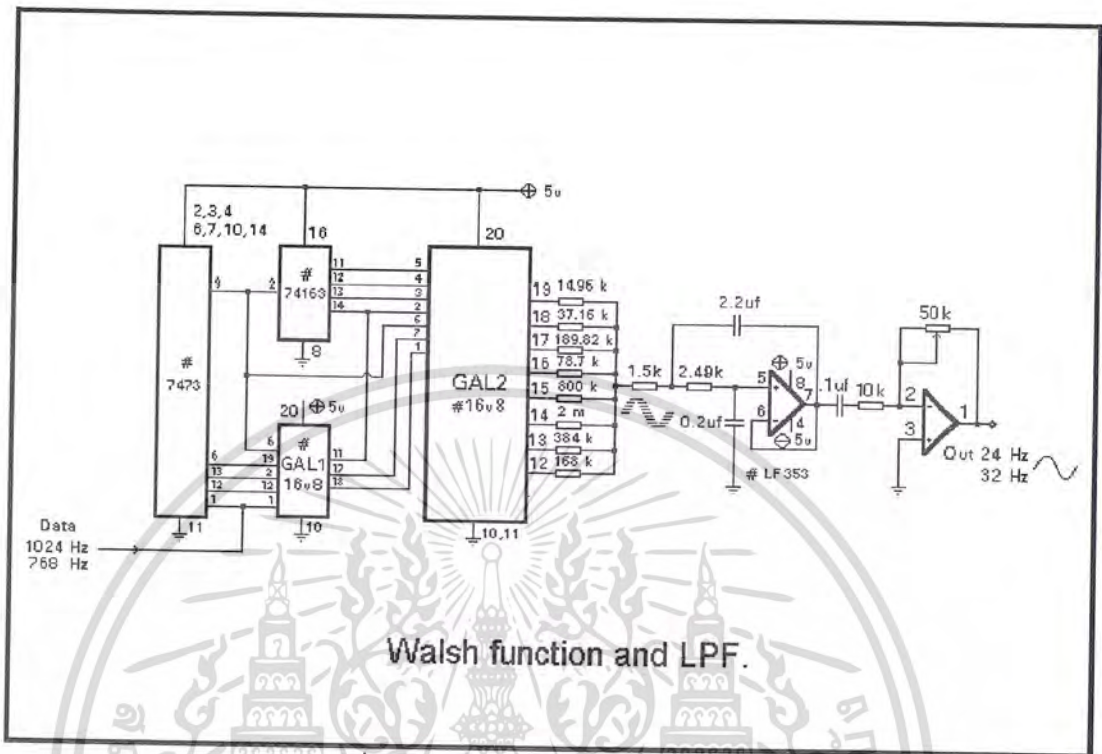 5v
2,3,4
6,7,10,14
16
20
9
2
#
74163
11
12
13
14
5
4
3
2
6
7
1
8
#
7473
GAL2
#16v8
19 14.96 k
18 37.16 k
17 189.82 k
16 78.7 k
15 800 k
14 2 m
13 384 k
12 168 k
20 5v
#
GAL1
16v8
6
11
12
18
6 19
13 2
12 12
1 1
11
10
10,11
Data
1024 Hz
768 Hz
1.5k
2.49k
2.2uf
0.2uf
5
6
5v
8
7
4
5v
# LF353
.1uf
10k
50k
2
3
1
Out 24 Hz
32 Hz
Walsh function and LPF.